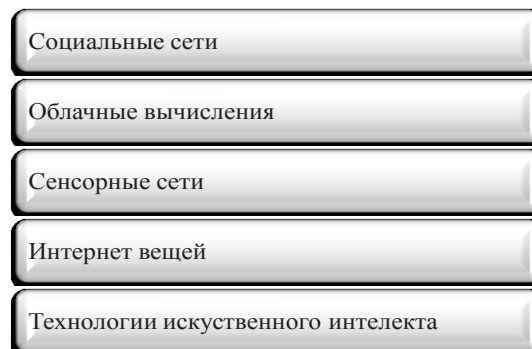 Социальные сети
Облачные вычисления
Сенсорные сети
Интернет вещей
Технологии искуственного интелекта